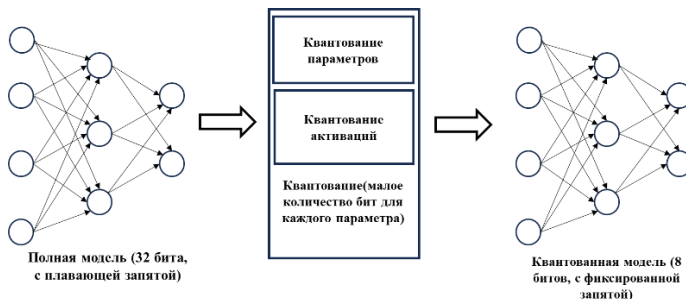 Квантование
параметров
Квантование
активаций
Квантование(малое
количество бит для
каждого параметра)
Полная модель (32 бита,
с плавающей запятой)
Квантованная модель (8
битов, с фиксированной
запятой)